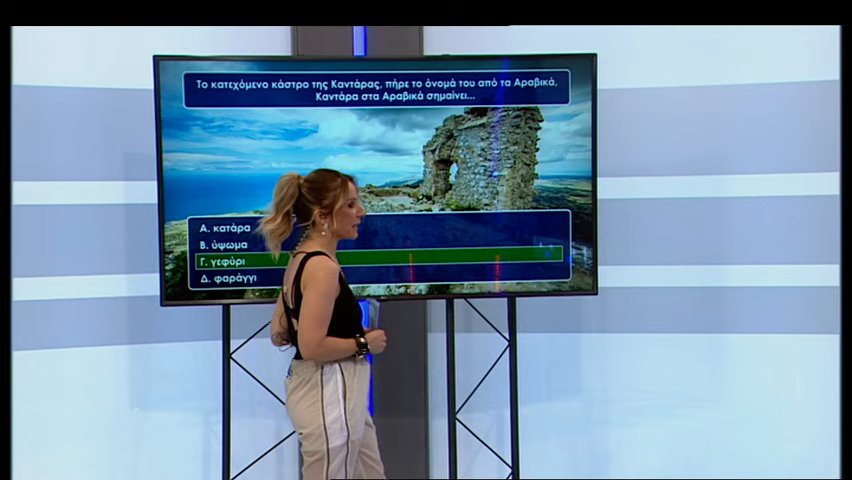 Το κατεχόμενο κάστρο της Καντάρας, πήρε το όνομά του από τα Αραβικά,
Καντάρα στα Αραβικά σημαίνει...
Α. κατάρα
Β. ύψωμα
Γ. γεφύρι
Δ. φαράγγι